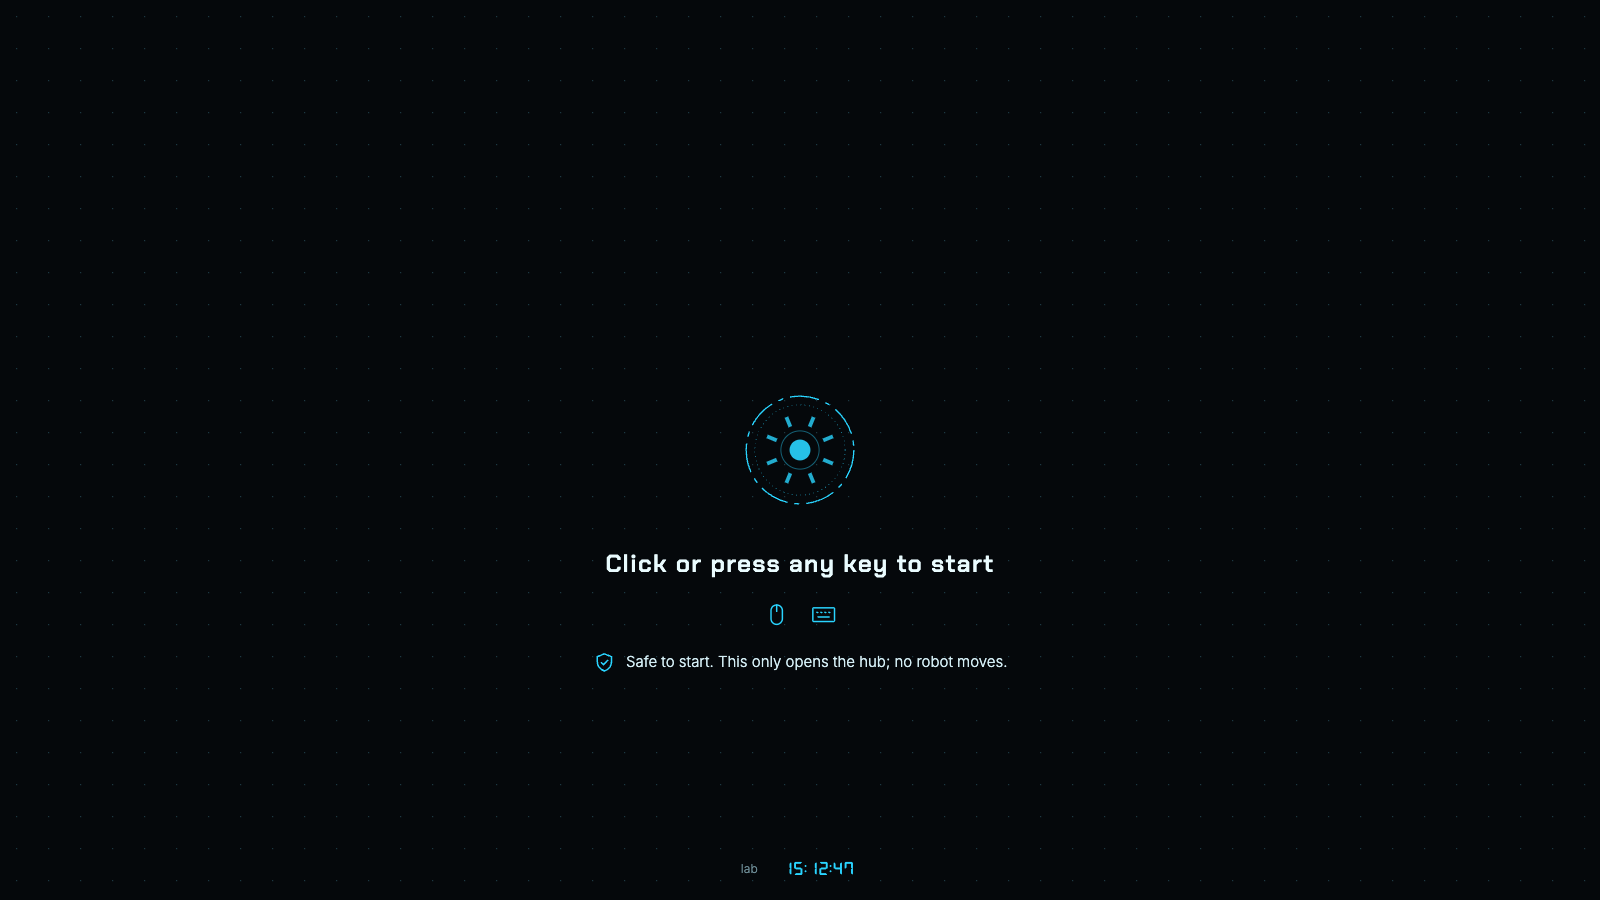 Click or press any key to start
Safe to start. This only opens the hub; no robot moves.
lab 15:12:47